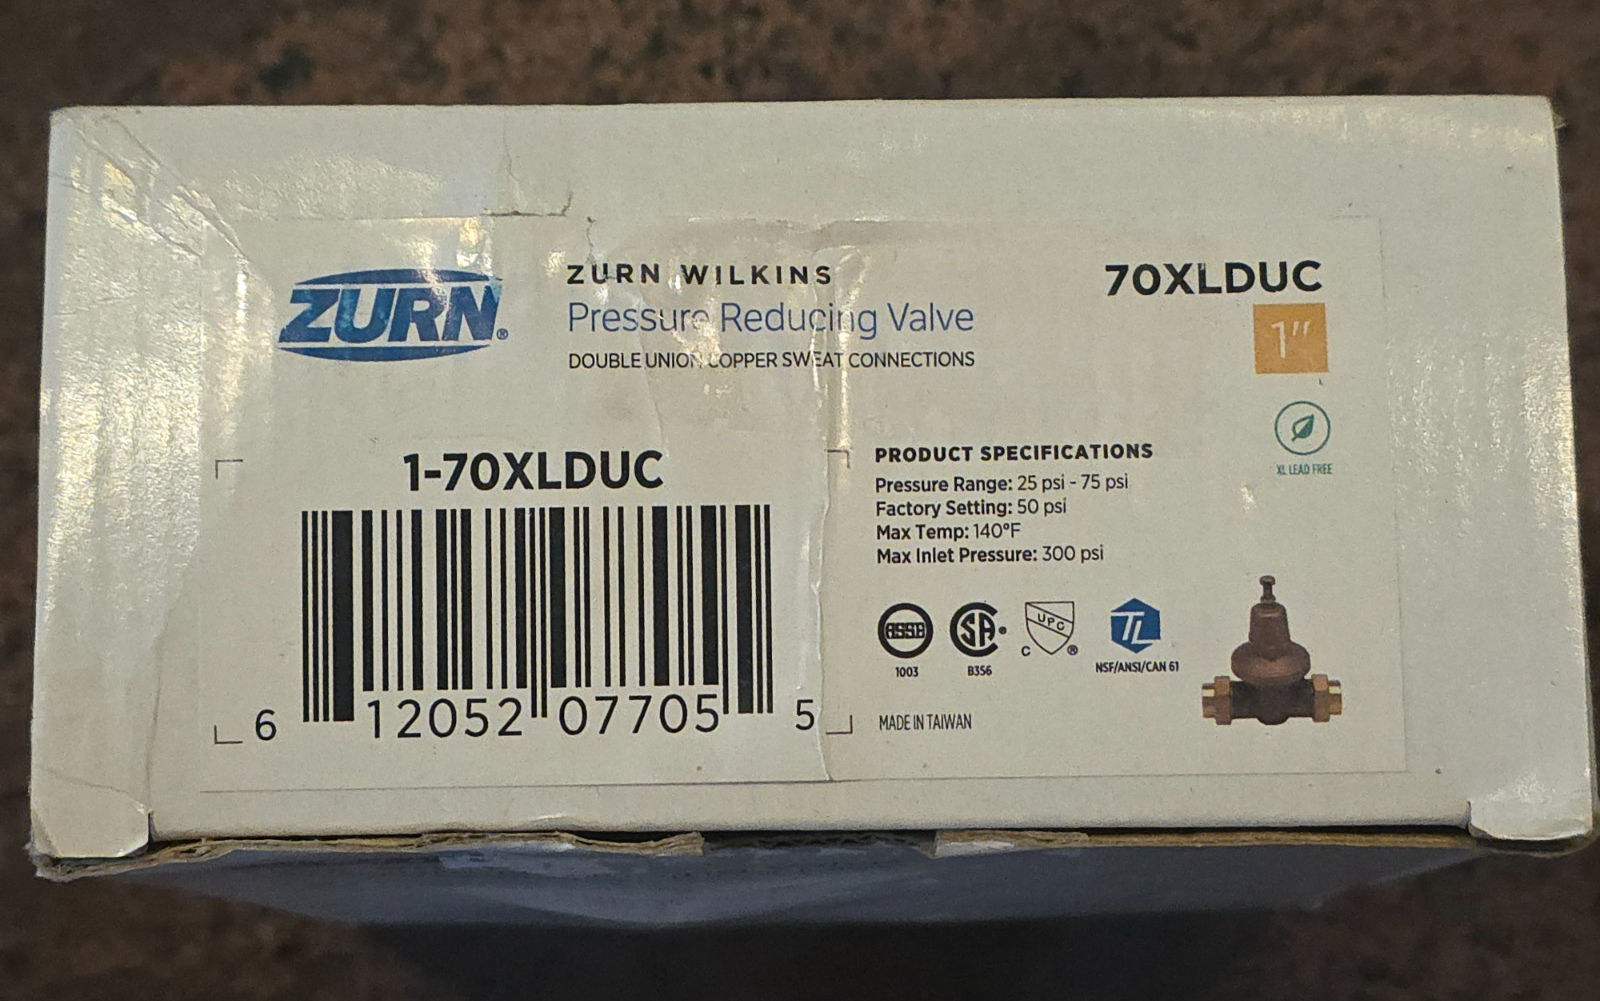 ZURN®
ZURN WILKINS
Pressure Reducing Valve
DOUBLE UNION COPPER SWEAT CONNECTIONS
70XLDUC
1"
XL LEAD FREE
1-70XLDUC
6 12052 07705 5
PRODUCT SPECIFICATIONS
Pressure Range: 25 psi - 75 psi
Factory Setting: 50 psi
Max Temp: 140°F
Max Inlet Pressure: 300 psi
ASSE
1003
SA®
B356
UPC
C ®
TL
NSF/ANSI/CAN 61
MADE IN TAIWAN